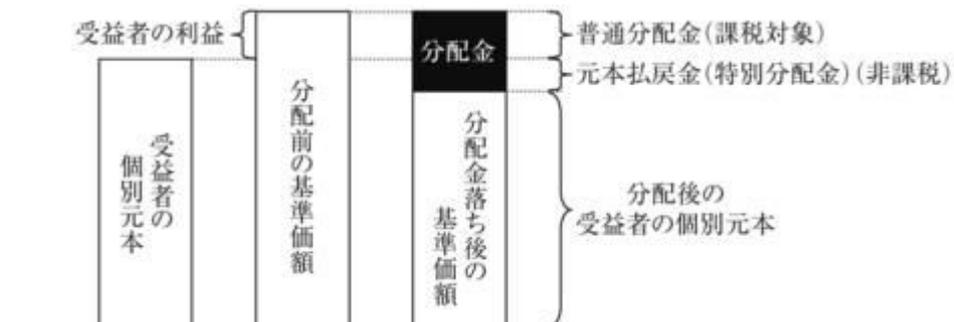 受益者の利益
分配金
普通分配金(課税対象)
元本払戻金(特別分配金)(非課税)
受益者の
個別元本
分配前の基準価額
分配金落ち後の
基準価額
分配後の
受益者の個別元本